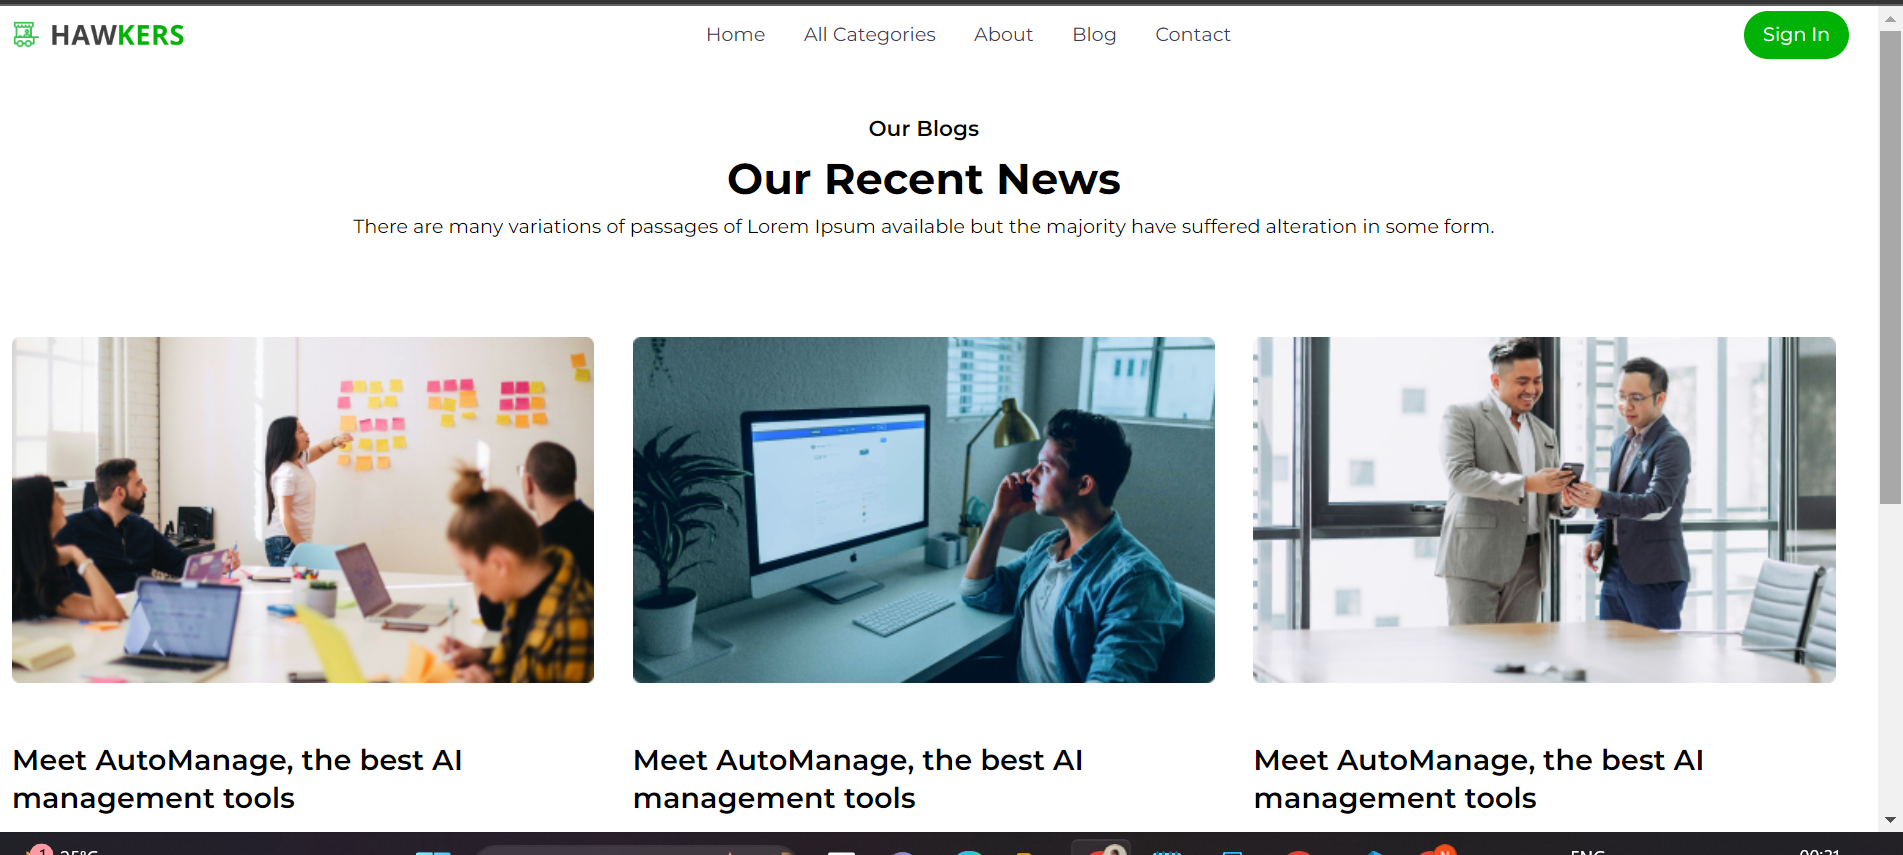 HAWKERS
Home All Categories About Blog Contact
Sign In
Our Blogs
Our Recent News
There are many variations of passages of Lorem Ipsum available but the majority have suffered alteration in some form.
Meet AutoManage, the best AI
management tools
Meet AutoManage, the best AI
management tools
Meet AutoManage, the best AI
management tools